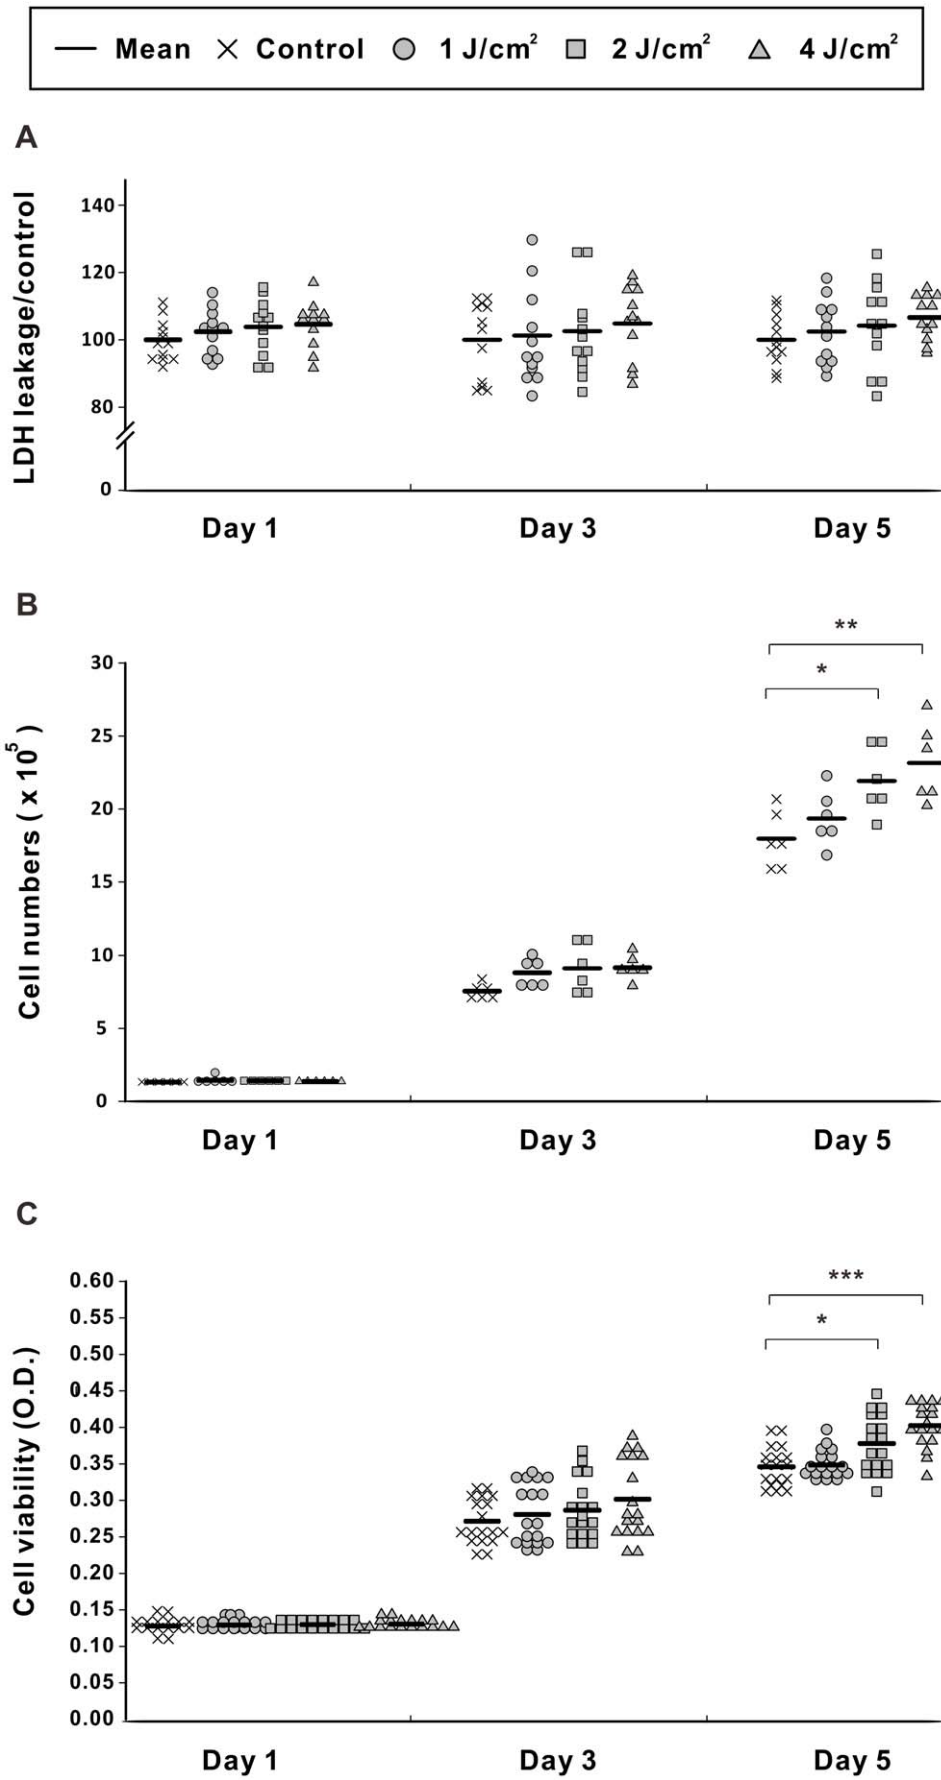 Mean Control 1 J/cm² 2 J/cm² 4 J/cm²
A
LDH leakage/control
140
120
100
80
0
Day 1 Day 3 Day 5
B
Cell numbers ( x 10⁵ )
**
*
30
25
20
15
10
5
0
Day 1 Day 3 Day 5
C
Cell viability (O.D.)
***
*
0.60
0.55
0.50
0.45
0.40
0.35
0.30
0.25
0.20
0.15
0.10
0.05
0.00
Day 1 Day 3 Day 5